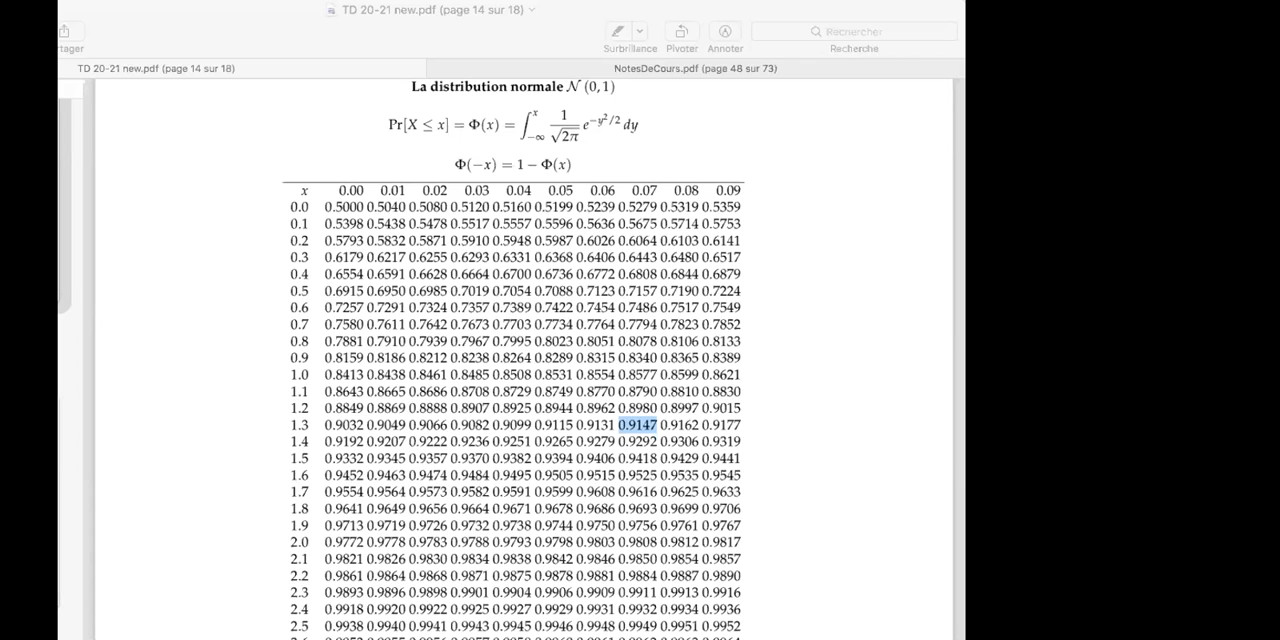 TD 20-21 new.pdf (page 14 sur 18)
tager
Surbrillance Pivoter Annoter
Rechercher
Recherche
TD 20-21 new.pdf (page 14 sur 18)
NotesDeCours.pdf (page 48 sur 73)
La distribution normale 𝒩 (0,1)
Pr[X ≤ x] = Φ(x) = ∫_{-∞}^{x} 1/√2π e^{-y²/2} dy
Φ(−x) = 1 − Φ(x)
x 0.00 0.01 0.02 0.03 0.04 0.05 0.06 0.07 0.08 0.09
0.0 0.5000 0.5040 0.5080 0.5120 0.5160 0.5199 0.5239 0.5279 0.5319 0.5359
0.1 0.5398 0.5438 0.5478 0.5517 0.5557 0.5596 0.5636 0.5675 0.5714 0.5753
0.2 0.5793 0.5832 0.5871 0.5910 0.5948 0.5987 0.6026 0.6064 0.6103 0.6141
0.3 0.6179 0.6217 0.6255 0.6293 0.6331 0.6368 0.6406 0.6443 0.6480 0.6517
0.4 0.6554 0.6591 0.6628 0.6664 0.6700 0.6736 0.6772 0.6808 0.6844 0.6879
0.5 0.6915 0.6950 0.6985 0.7019 0.7054 0.7088 0.7123 0.7157 0.7190 0.7224
0.6 0.7257 0.7291 0.7324 0.7357 0.7389 0.7422 0.7454 0.7486 0.7517 0.7549
0.7 0.7580 0.7611 0.7642 0.7673 0.7703 0.7734 0.7764 0.7794 0.7823 0.7852
0.8 0.7881 0.7910 0.7939 0.7967 0.7995 0.8023 0.8051 0.8078 0.8106 0.8133
0.9 0.8159 0.8186 0.8212 0.8238 0.8264 0.8289 0.8315 0.8340 0.8365 0.8389
1.0 0.8413 0.8438 0.8461 0.8485 0.8508 0.8531 0.8554 0.8577 0.8599 0.8621
1.1 0.8643 0.8665 0.8686 0.8708 0.8729 0.8749 0.8770 0.8790 0.8810 0.8830
1.2 0.8849 0.8869 0.8888 0.8907 0.8925 0.8944 0.8962 0.8980 0.8997 0.9015
1.3 0.9032 0.9049 0.9066 0.9082 0.9099 0.9115 0.9131 0.9147 0.9162 0.9177
1.4 0.9192 0.9207 0.9222 0.9236 0.9251 0.9265 0.9279 0.9292 0.9306 0.9319
1.5 0.9332 0.9345 0.9357 0.9370 0.9382 0.9394 0.9406 0.9418 0.9429 0.9441
1.6 0.9452 0.9463 0.9474 0.9484 0.9495 0.9505 0.9515 0.9525 0.9535 0.9545
1.7 0.9554 0.9564 0.9573 0.9582 0.9591 0.9599 0.9608 0.9616 0.9625 0.9633
1.8 0.9641 0.9649 0.9656 0.9664 0.9671 0.9678 0.9686 0.9693 0.9699 0.9706
1.9 0.9713 0.9719 0.9726 0.9732 0.9738 0.9744 0.9750 0.9756 0.9761 0.9767
2.0 0.9772 0.9778 0.9783 0.9788 0.9793 0.9798 0.9803 0.9808 0.9812 0.9817
2.1 0.9821 0.9826 0.9830 0.9834 0.9838 0.9842 0.9846 0.9850 0.9854 0.9857
2.2 0.9861 0.9864 0.9868 0.9871 0.9875 0.9878 0.9881 0.9884 0.9887 0.9890
2.3 0.9893 0.9896 0.9898 0.9901 0.9904 0.9906 0.9909 0.9911 0.9913 0.9916
2.4 0.9918 0.9920 0.9922 0.9925 0.9927 0.9929 0.9931 0.9932 0.9934 0.9936
2.5 0.9938 0.9940 0.9941 0.9943 0.9945 0.9946 0.9948 0.9949 0.9951 0.9952